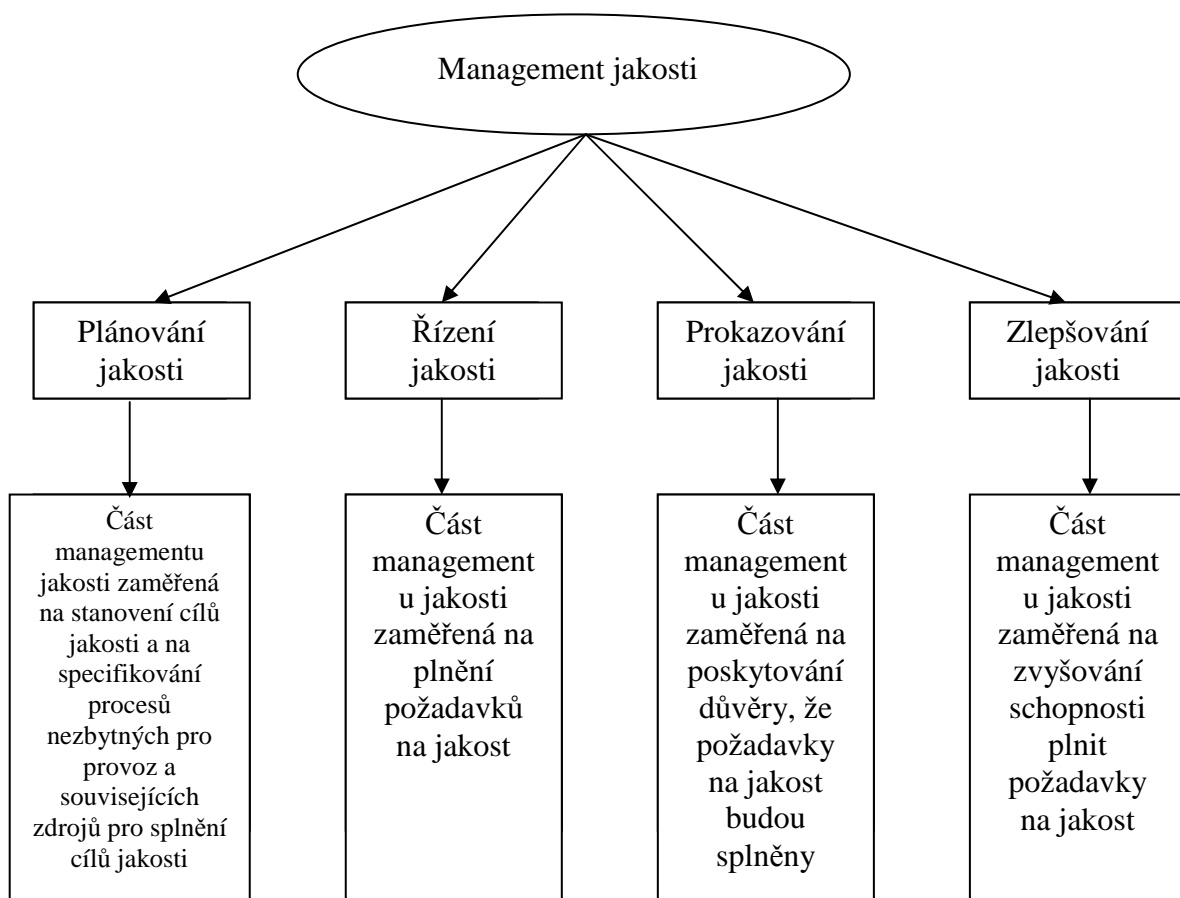 Management jakosti
Plánování
jakosti
Řízení
jakosti
Prokazování
jakosti
Zlepšování
jakosti
Část
managementu
jakosti zaměřená
na stanovení cílů
jakosti a na
specifikování
procesů
nezbytných pro
provoz a
souvisejících
zdrojů pro splnění
cílů jakosti
Část
management
u jakosti
zaměřená na
plnění
požadavků
na jakost
Část
management
u jakosti
zaměřená na
poskytování
důvěry, že
požadavky
na jakost
budou
splněny
Část
management
u jakosti
zaměřená na
zvyšování
schopnosti
plnit
požadavky
na jakost